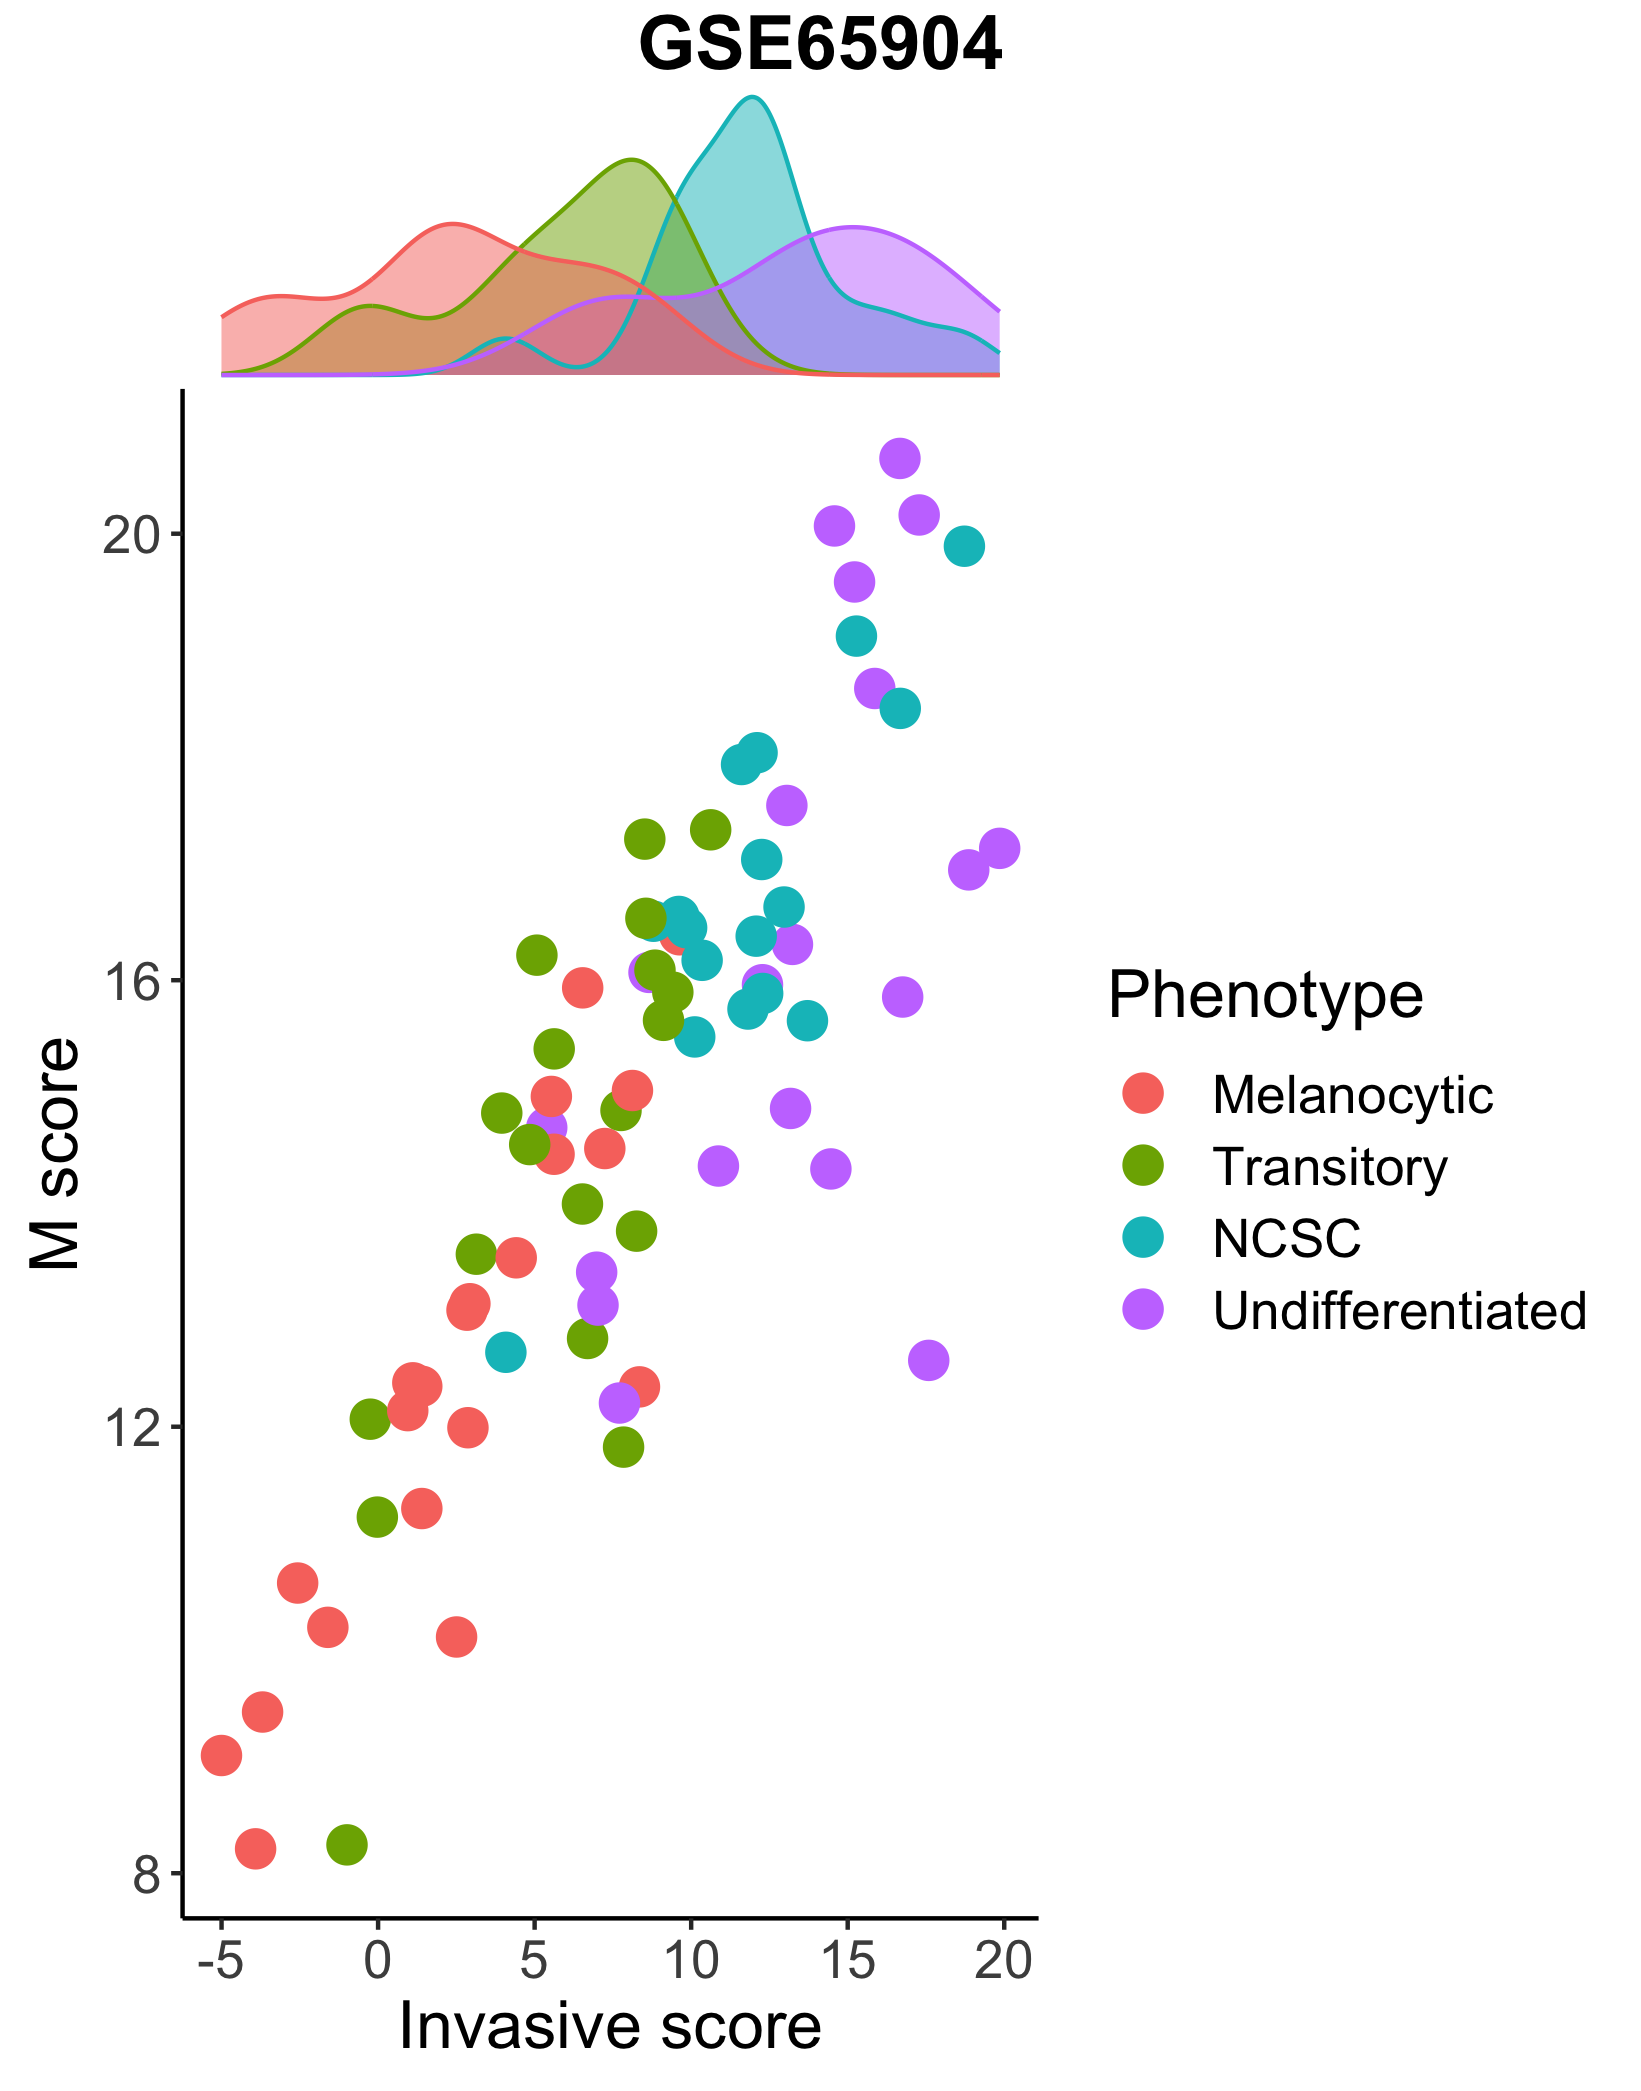 GSE65904
20
16
12
8
M score
-5 0 5 10 15 20
Invasive score
Phenotype
Melanocytic
Transitory
NCSC
Undifferentiated